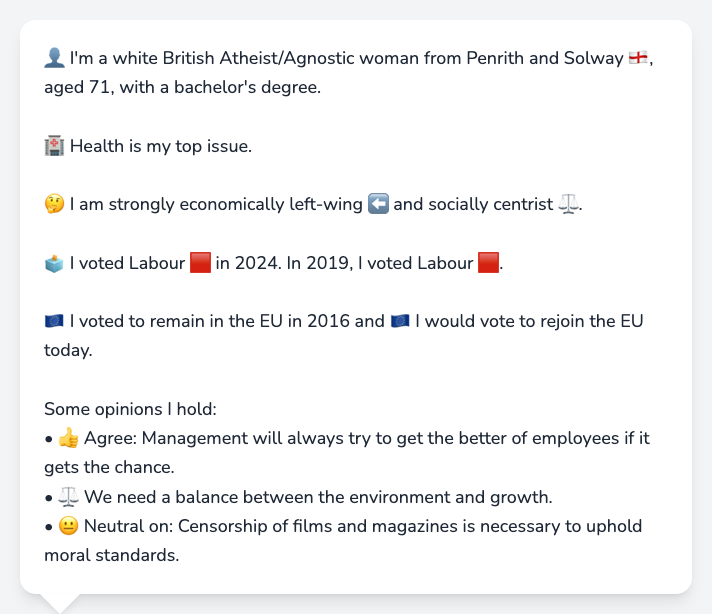 👤 I'm a white British Atheist/Agnostic woman from Penrith and Solway 🏴󠁧󠁢󠁥󠁮󠁧󠁿,
aged 71, with a bachelor's degree.
🏥 Health is my top issue.
🤔 I am strongly economically left-wing ⬅️ and socially centrist ⚖️.
🗳️ I voted Labour 🟥 in 2024. In 2019, I voted Labour 🟥.
🇪🇺 I voted to remain in the EU in 2016 and 🇪🇺 I would vote to rejoin the EU
today.
Some opinions I hold:
• 👍 Agree: Management will always try to get the better of employees if it
gets the chance.
• ⚖️ We need a balance between the environment and growth.
• 😐 Neutral on: Censorship of films and magazines is necessary to uphold
moral standards.